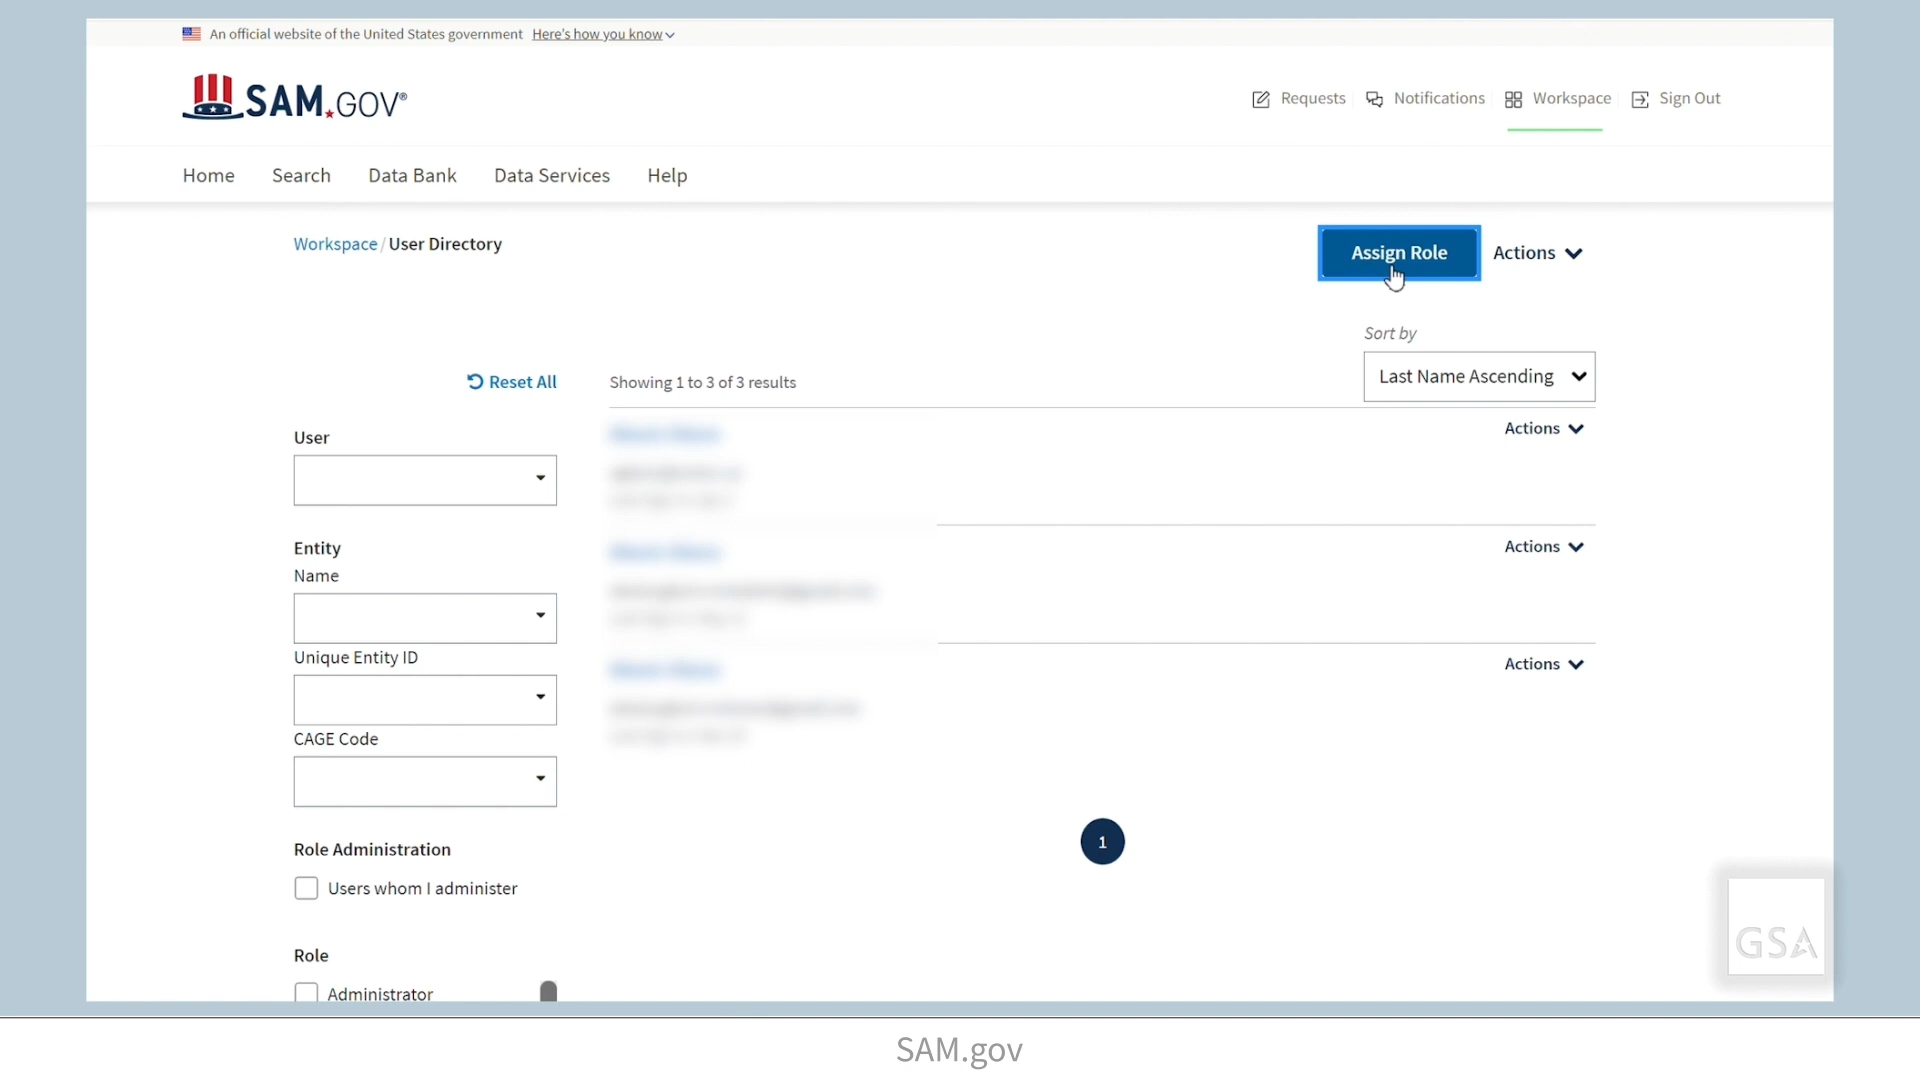 An official website of the United States government Here's how you know
SAM.GOV®
Requests Notifications Workspace Sign Out
Home Search Data Bank Data Services Help
Workspace / User Directory
Assign Role Actions
Sort by
Last Name Ascending
Reset All
Showing 1 to 3 of 3 results
Actions
User
Actions
Entity
Name
Unique Entity ID
Actions
CAGE Code
1
Role Administration
Users whom I administer
Role
Administrator
GSA
SAM.gov